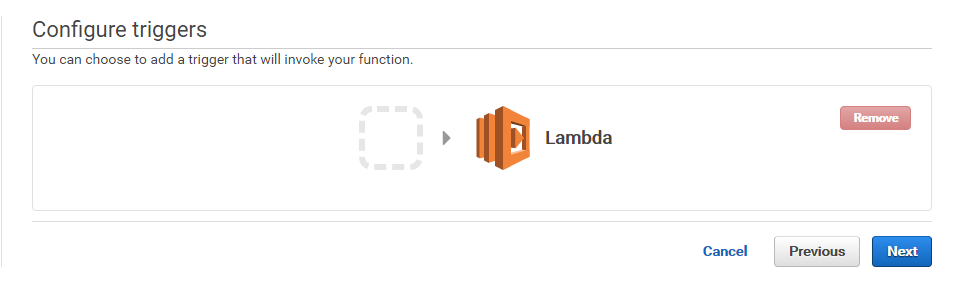 Configure triggers
You can choose to add a trigger that will invoke your function.
Remove
Lambda
Cancel
Previous
Next